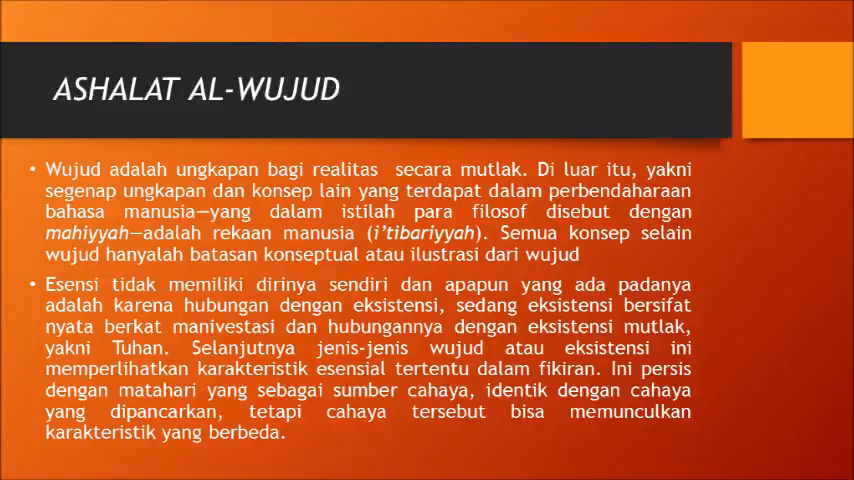 ASHALAT AL-WUJUD
• Wujud adalah ungkapan bagi realitas secara mutlak. Di luar itu, yakni
segenap ungkapan dan konsep lain yang terdapat dalam perbendaharaan
bahasa manusia—yang dalam istilah para filosof disebut dengan
mahiyyah—adalah rekaan manusia (i'tibariyyah). Semua konsep selain
wujud hanyalah batasan konseptual atau ilustrasi dari wujud
• Esensi tidak memiliki dirinya sendiri dan apapun yang ada padanya
adalah karena hubungan dengan eksistensi, sedang eksistensi bersifat
nyata berkat manivestasi dan hubungannya dengan eksistensi mutlak,
yakni Tuhan. Selanjutnya jenis-jenis wujud atau eksistensi ini
memperlihatkan karakteristik esensial tertentu dalam fikiran. Ini persis
dengan matahari yang sebagai sumber cahaya, identik dengan cahaya
yang dipancarkan, tetapi cahaya tersebut bisa memunculkan
karakteristik yang berbeda.